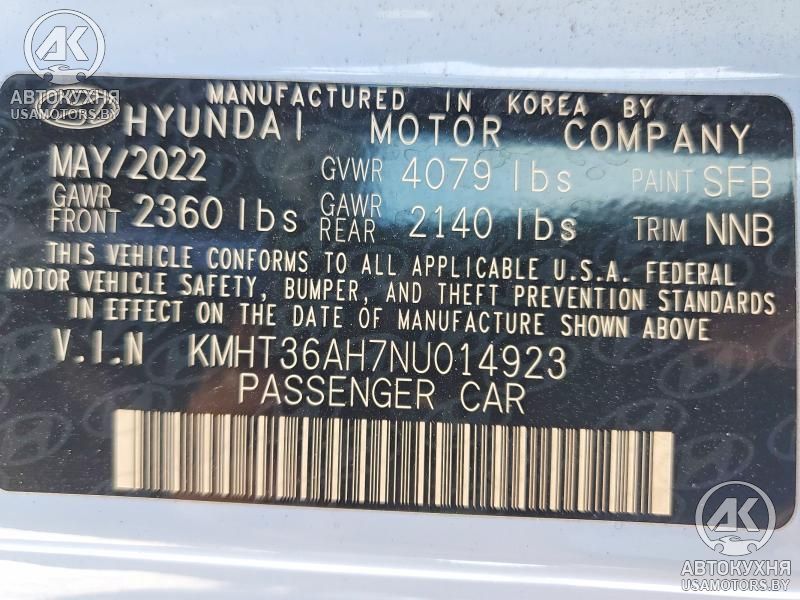 АК
АВТОКУХНЯ
USAMOTORS.BY
MANUFACTURED IN KOREA BY
HYUNDAI MOTOR COMPANY
MAY/2022 GVWR 4079 lbs PAINT SFB
GAWR FRONT 2360 lbs GAWR REAR 2140 lbs TRIM NNB
THIS VEHICLE CONFORMS TO ALL APPLICABLE U.S.A. FEDERAL
MOTOR VEHICLE SAFETY, BUMPER, AND THEFT PREVENTION STANDARDS
IN EFFECT ON THE DATE OF MANUFACTURE SHOWN ABOVE
V.I.N KMHT36AH7NU014923
PASSENGER CAR
АК
АВТОКУХНЯ
USAMOTORS.BY